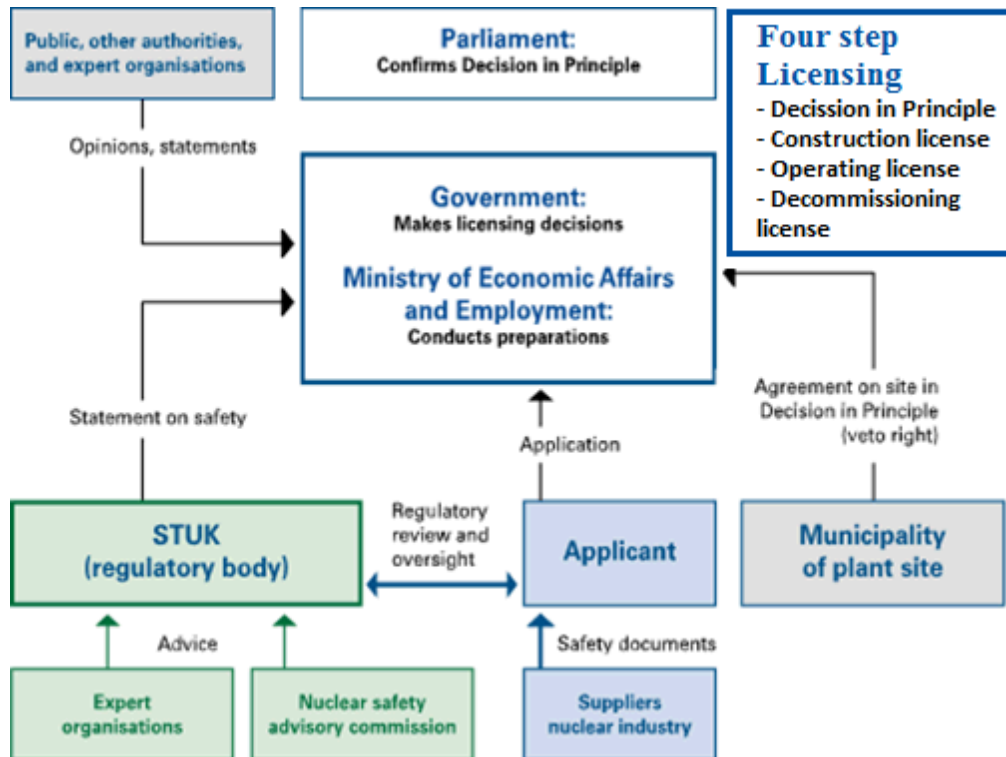 Public, other authorities,
and expert organisations
Parliament:
Confirms Decision in Principle
Four step
Licensing
- Decission in Principle
- Construction license
- Operating license
- Decommissioning
license
Opinions, statements
Government:
Makes licensing decisions
Ministry of Economic Affairs
and Employment:
Conducts preparations
Statement on safety
Application
Agreement on site in
Decision in Principle
(veto right)
STUK
(regulatory body)
Regulatory
review and
oversight
Applicant
Municipality
of plant site
Advice
Safety documents
Expert
organisations
Nuclear safety
advisory commission
Suppliers
nuclear industry